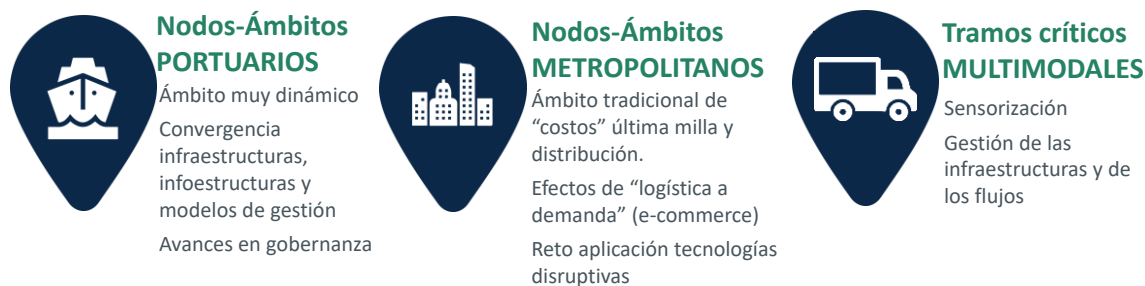 Nodos-Ámbitos
PORTUARIOS
Ámbito muy dinámico
Convergencia
infraestructuras,
infoestructuras y
modelos de gestión
Avances en gobernanza
Nodos-Ámbitos
METROPOLITANOS
Ámbito tradicional de
“costos” última milla y
distribución.
Efectos de “logística a
demanda” (e-commerce)
Reto aplicación tecnologías
disruptivas
Tramos críticos
MULTIMODALES
Sensorización
Gestión de las
infraestructuras y de
los flujos